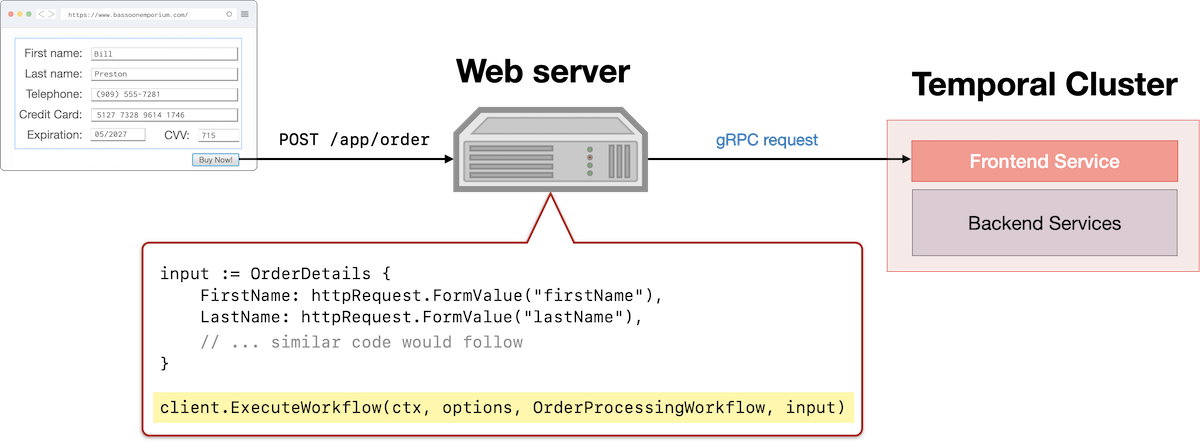 https://www.bassoonemporium.com/
First name: Bill
Last name: Preston
Telephone: (909) 555-7281
Credit Card: 5127 7328 9614 1746
Expiration: 05/2027 CVV: 715
Buy Now!
POST /app/order
Web server
gRPC request
Temporal Cluster
Frontend Service
Backend Services
input := OrderDetails {
    FirstName: httpRequest.FormValue("firstName"),
    LastName: httpRequest.FormValue("lastName"),
    // ... similar code would follow
}
client.ExecuteWorkflow(ctx, options, OrderProcessingWorkflow, input)